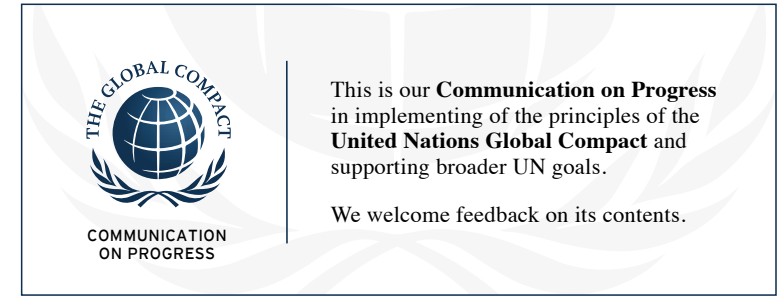 THE GLOBAL COMPACT
COMMUNICATION
ON PROGRESS
This is our Communication on Progress
in implementing of the principles of the
United Nations Global Compact and
supporting broader UN goals.
We welcome feedback on its contents.